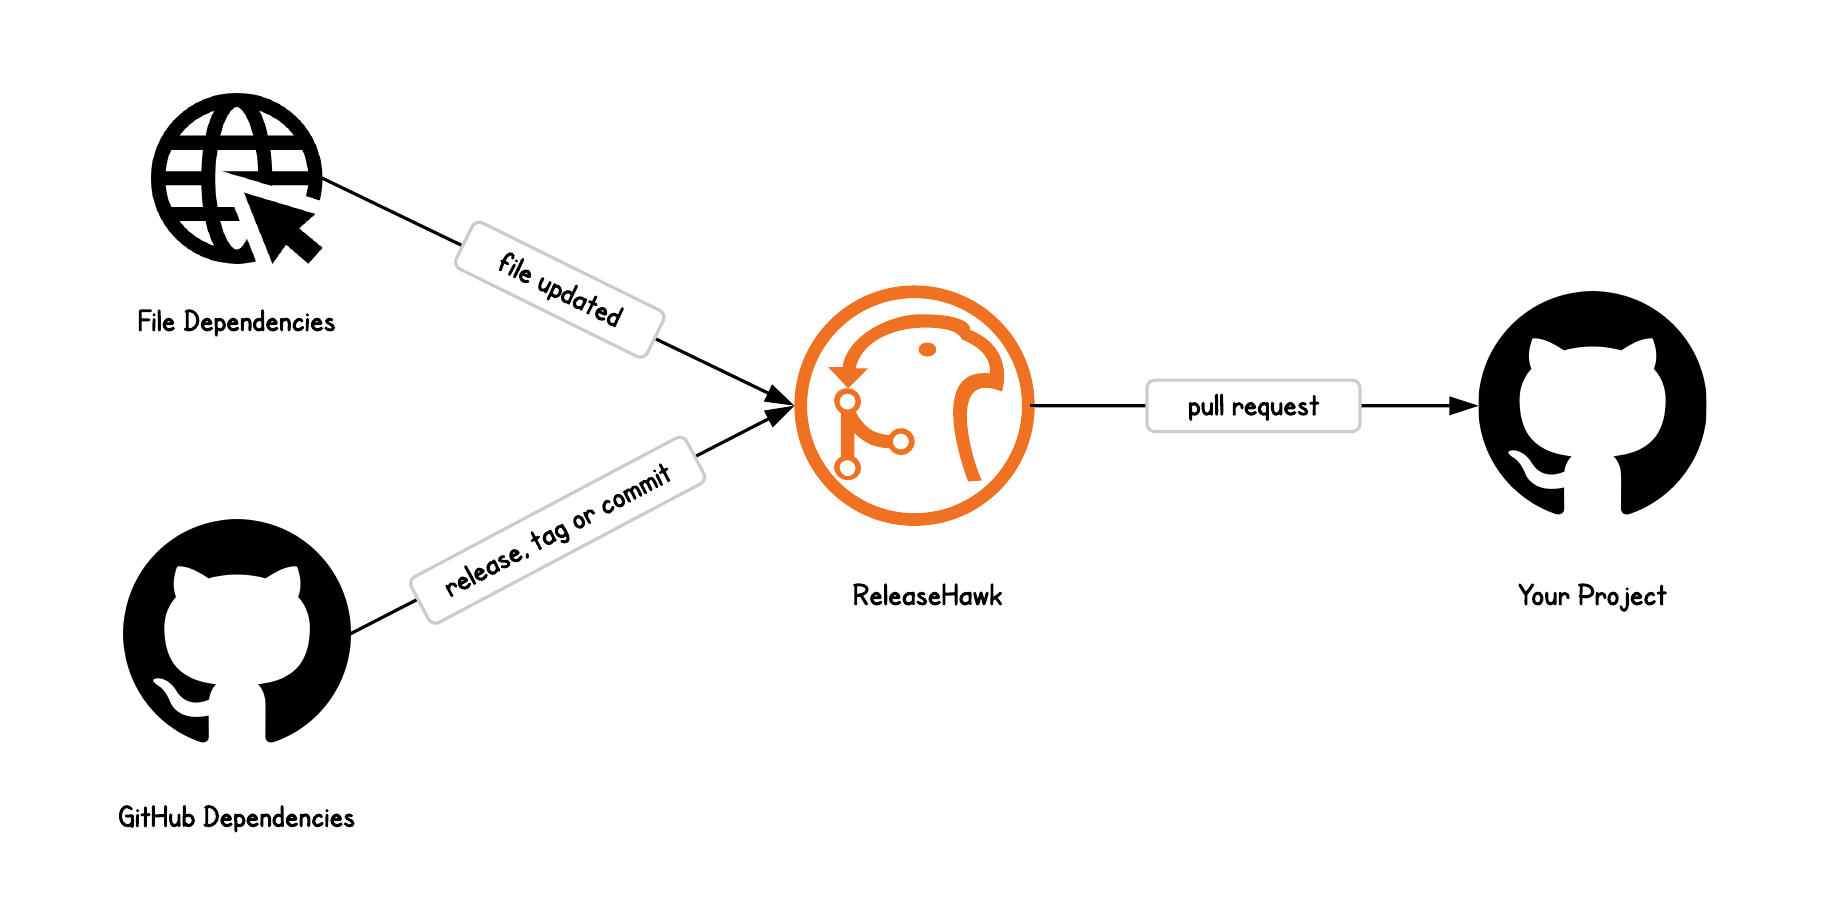 File Dependencies
file updated
release, tag or commit
GitHub Dependencies
ReleaseHawk
pull request
Your Project